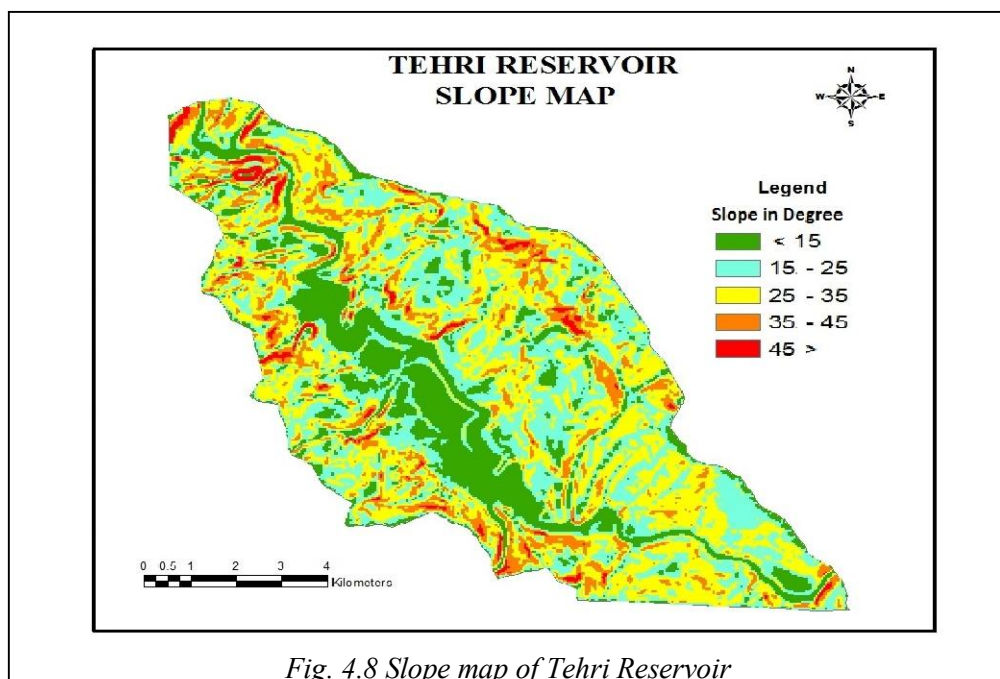 TEHRI RESERVOIR
SLOPE MAP
N
W E
S
Legend
Slope in Degree
< 15
15 - 25
25 - 35
35 - 45
45 >
0 0.5 1 2 3 4
Kilometers
Fig. 4.8 Slope map of Tehri Reservoir